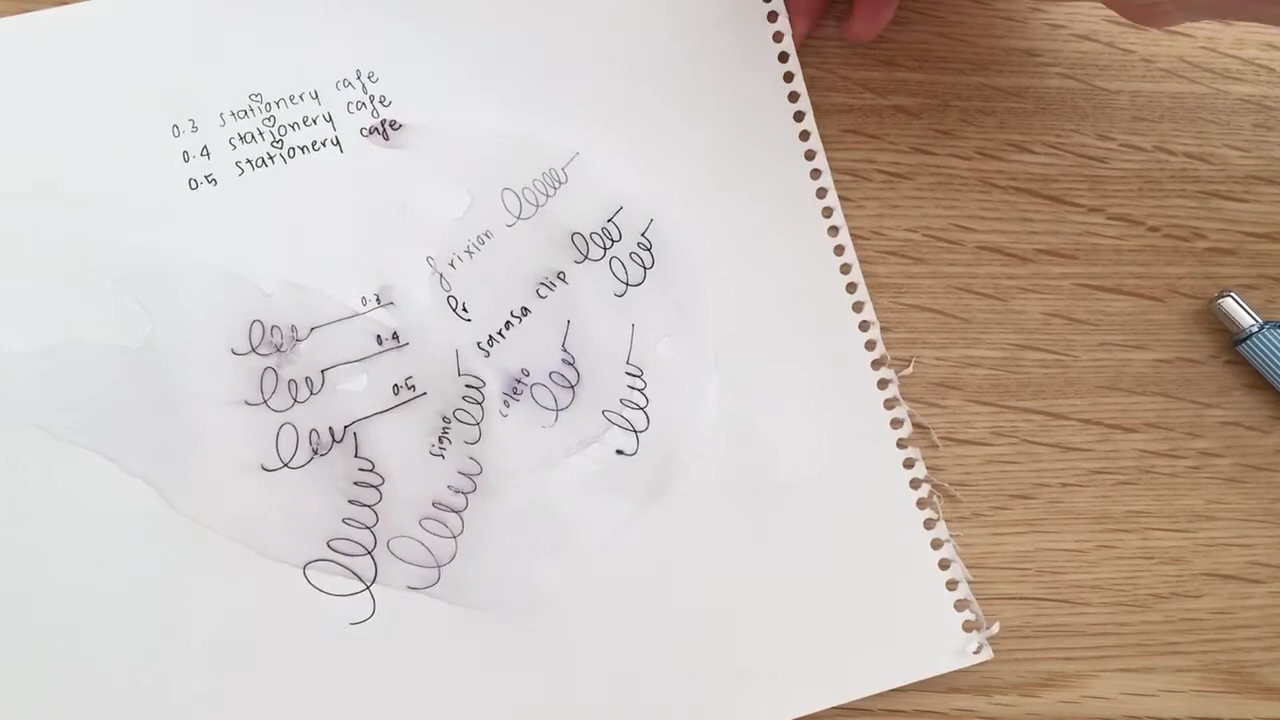 0.3 stationery cafe
0.4 stationery cafe
0.5 stationery cafe
frixion
sarasa clip
0.3
0.4
0.5
coleto
signo